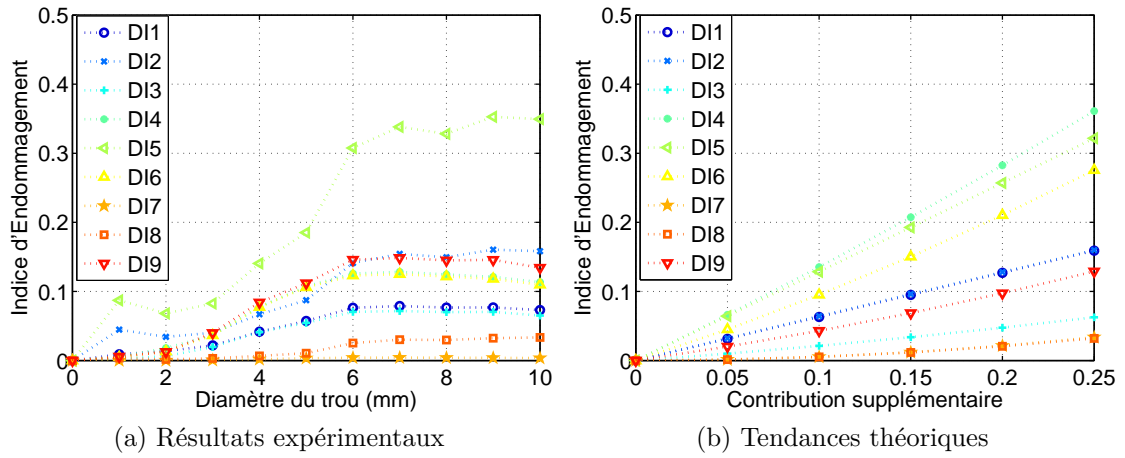 0.5
0.4
0.3
0.2
0.1
0
0 2 4 6 8 10
Indice d'Endommagement
Diamètre du trou (mm)
DI1
DI2
DI3
DI4
DI5
DI6
DI7
DI8
DI9
(a) Résultats expérimentaux
0.5
0.4
0.3
0.2
0.1
0
0 0.05 0.1 0.15 0.2 0.25
Indice d'Endommagement
Contribution supplémentaire
DI1
DI2
DI3
DI4
DI5
DI6
DI7
DI8
DI9
(b) Tendances théoriques